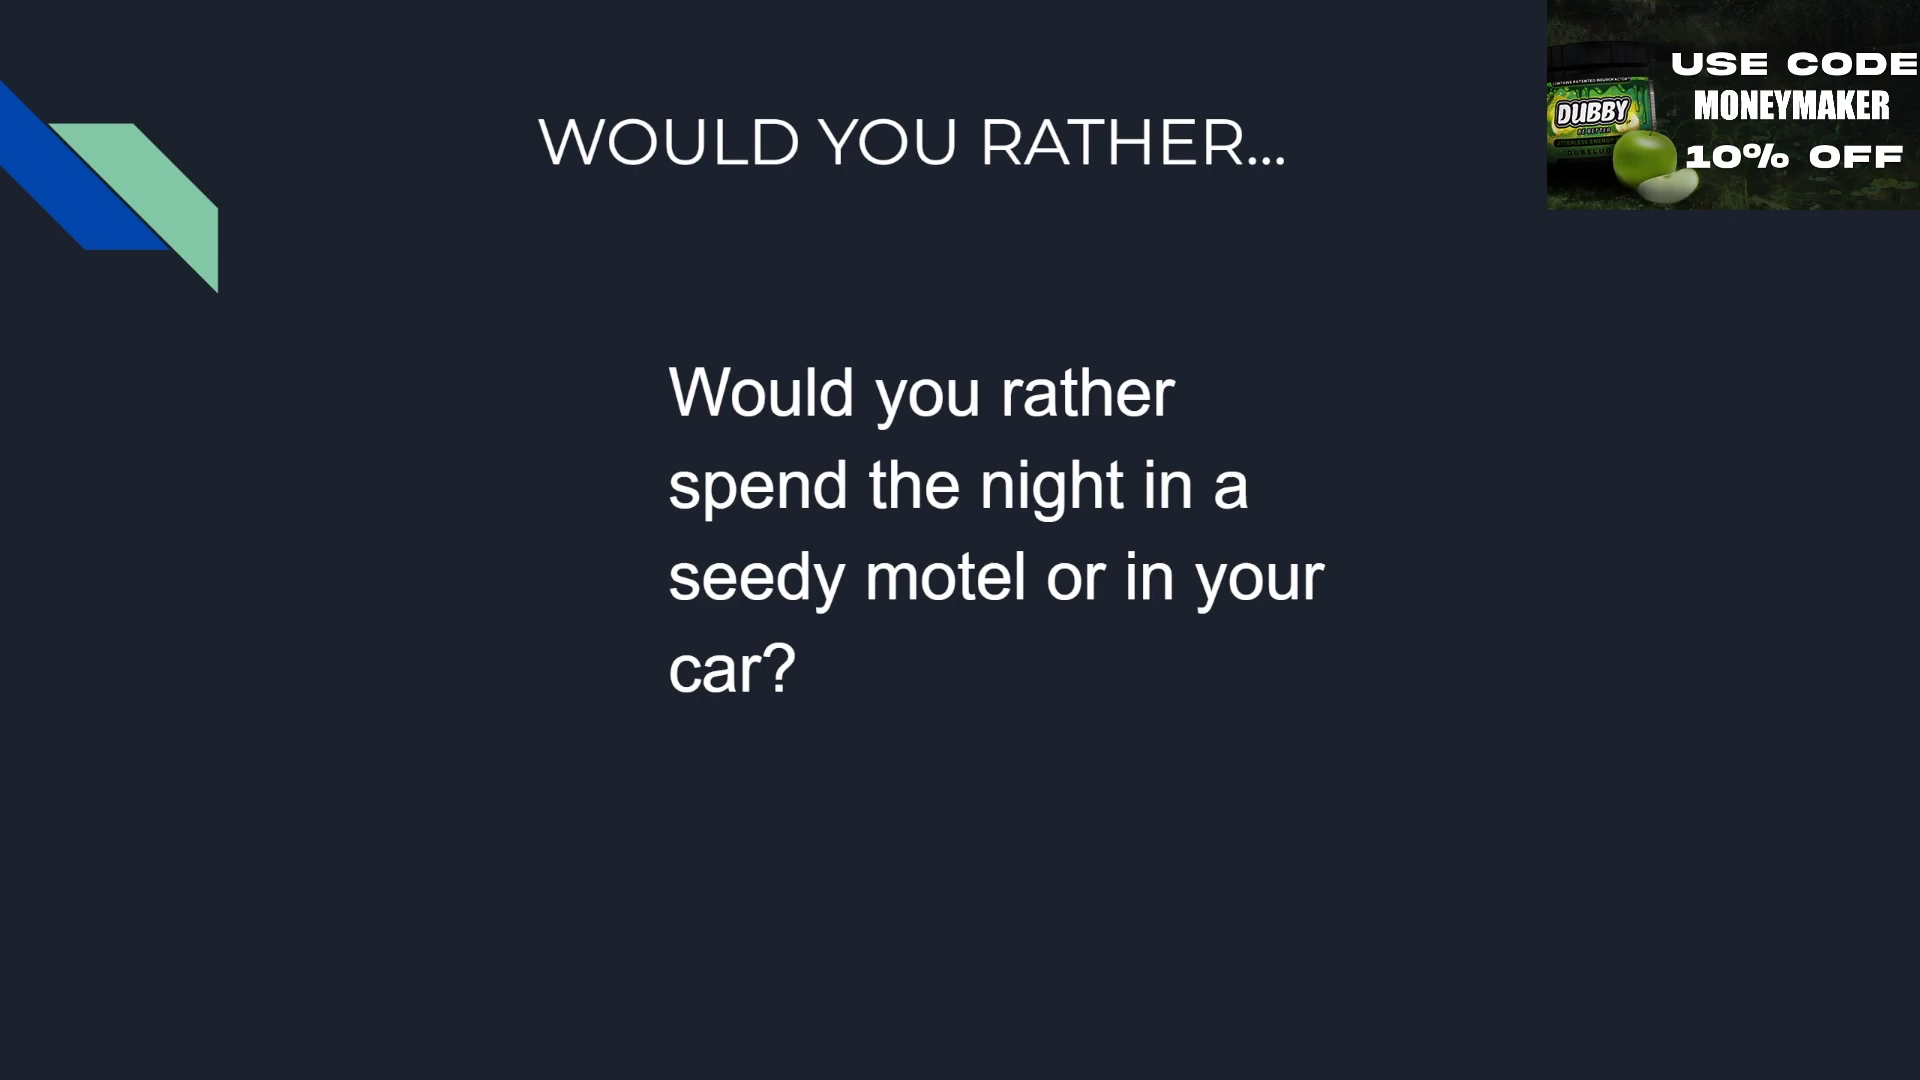 WOULD YOU RATHER...
Would you rather
spend the night in a
seedy motel or in your
car?
USE CODE
MONEYMAKER
10% OFF
DUBBY